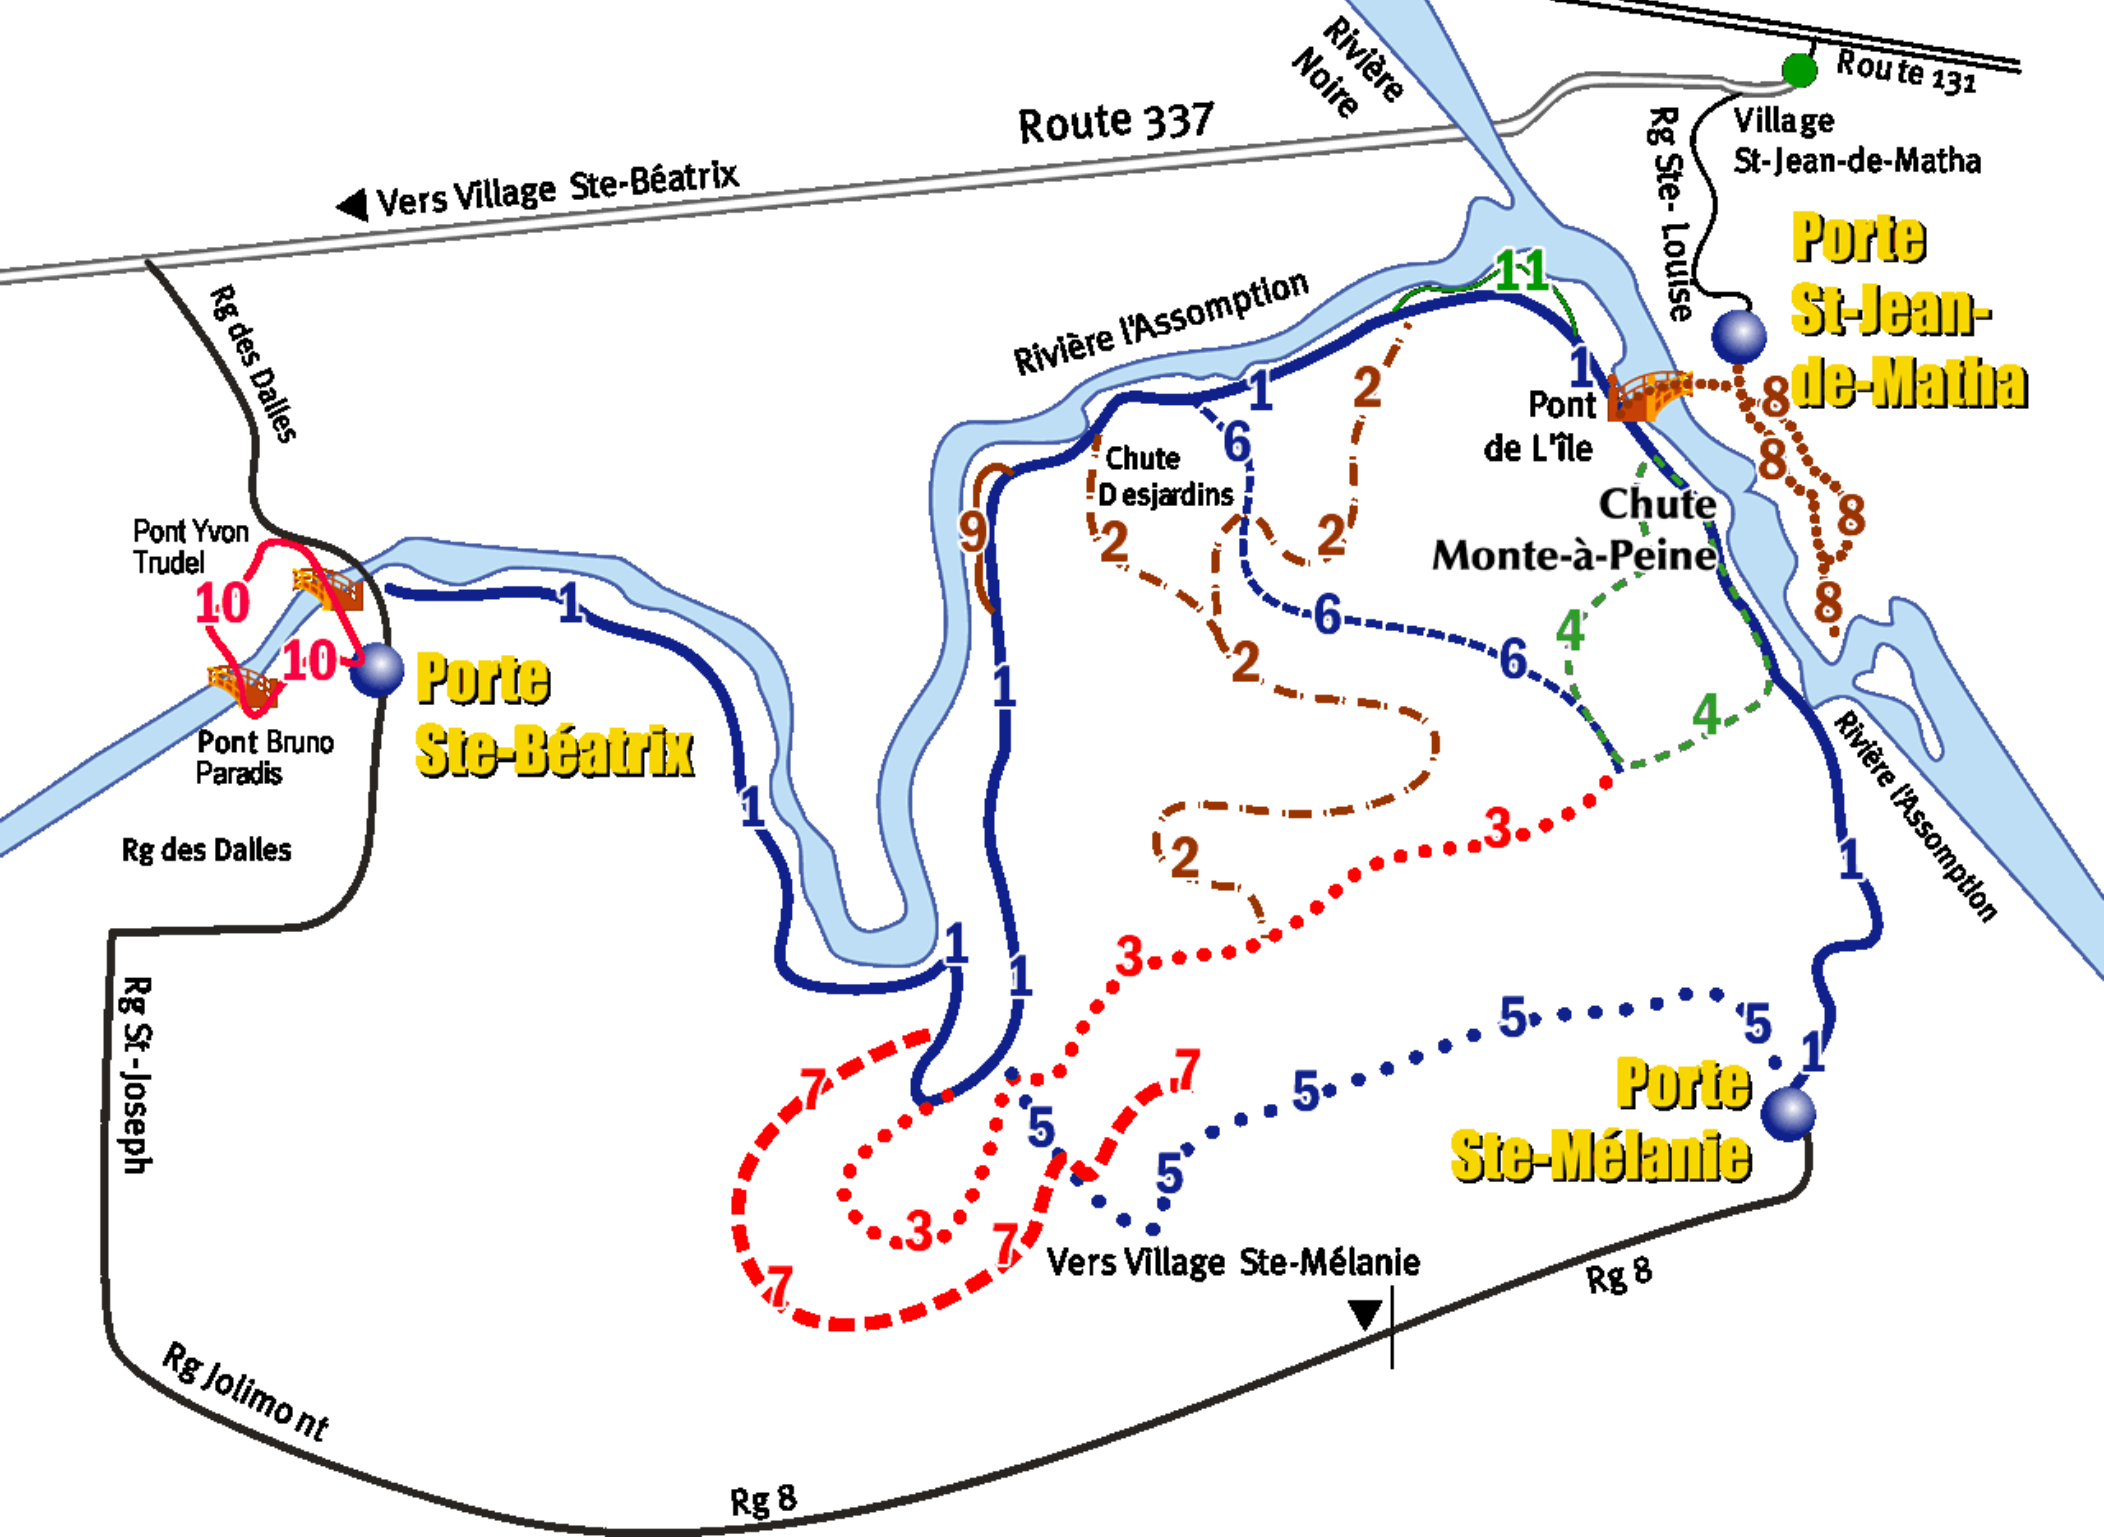 Rivière
Noire
Route 131
Route 337
Vers Village Ste-Béatrix
Rg Ste-Louise
Village
St-Jean-de-Matha
Porte
St-Jean-
de-Matha
Rg des Dalles
Rivière l'Assomption
11
1
1
2
6
Pont
de L'île
8
8
8
8
Chute
Desjardins
9
2
2
Chute
Monte-à-Peine
Pont Yvon
Trudel
10
10
1
6
6
4
4
2
1
Porte
Ste-Béatrix
Pont Bruno
Paradis
Rg des Dalles
1
2
3
1
Rivière l'Assomption
1
3
1
Rg St-Joseph
5
5
1
7
7
5
5
5
Porte
Ste-Mélanie
3
7
7
Vers Village Ste-Mélanie
Rg 8
Rg Jolimont
Rg 8